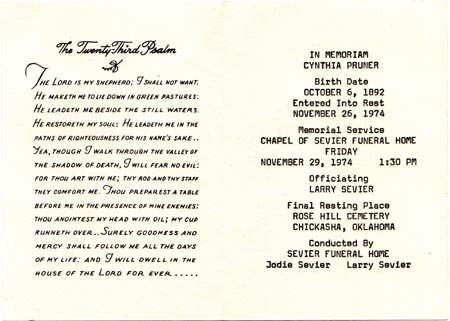 The Twenty-Third Psalm
The Lord is my shepherd; I shall not want.
He maketh me to lie down in green pastures:
He leadeth me beside the still waters.
He restoreth my soul: He leadeth me in the
paths of righteousness for his name's sake..
Yea, though I walk through the valley of
the shadow of death, I will fear no evil:
for thou art with me; thy rod and thy staff
they comfort me. Thou preparest a table
before me in the presence of mine enemies:
thou anointest my head with oil; my cup
runneth over.. Surely goodness and
mercy shall follow me all the days
of my life: and I will dwell in the
house of the Lord for ever.....
IN MEMORIAM
CYNTHIA PRUNER
Birth Date
OCTOBER 6, 1892
Entered Into Rest
NOVEMBER 26, 1974
Memorial Service
CHAPEL OF SEVIER FUNERAL HOME
FRIDAY
NOVEMBER 29, 1974 1:30 PM
Officiating
LARRY SEVIER
Final Resting Place
ROSE HILL CEMETERY
CHICKASHA, OKLAHOMA
Conducted By
SEVIER FUNERAL HOME
Jodie Sevier Larry Sevier